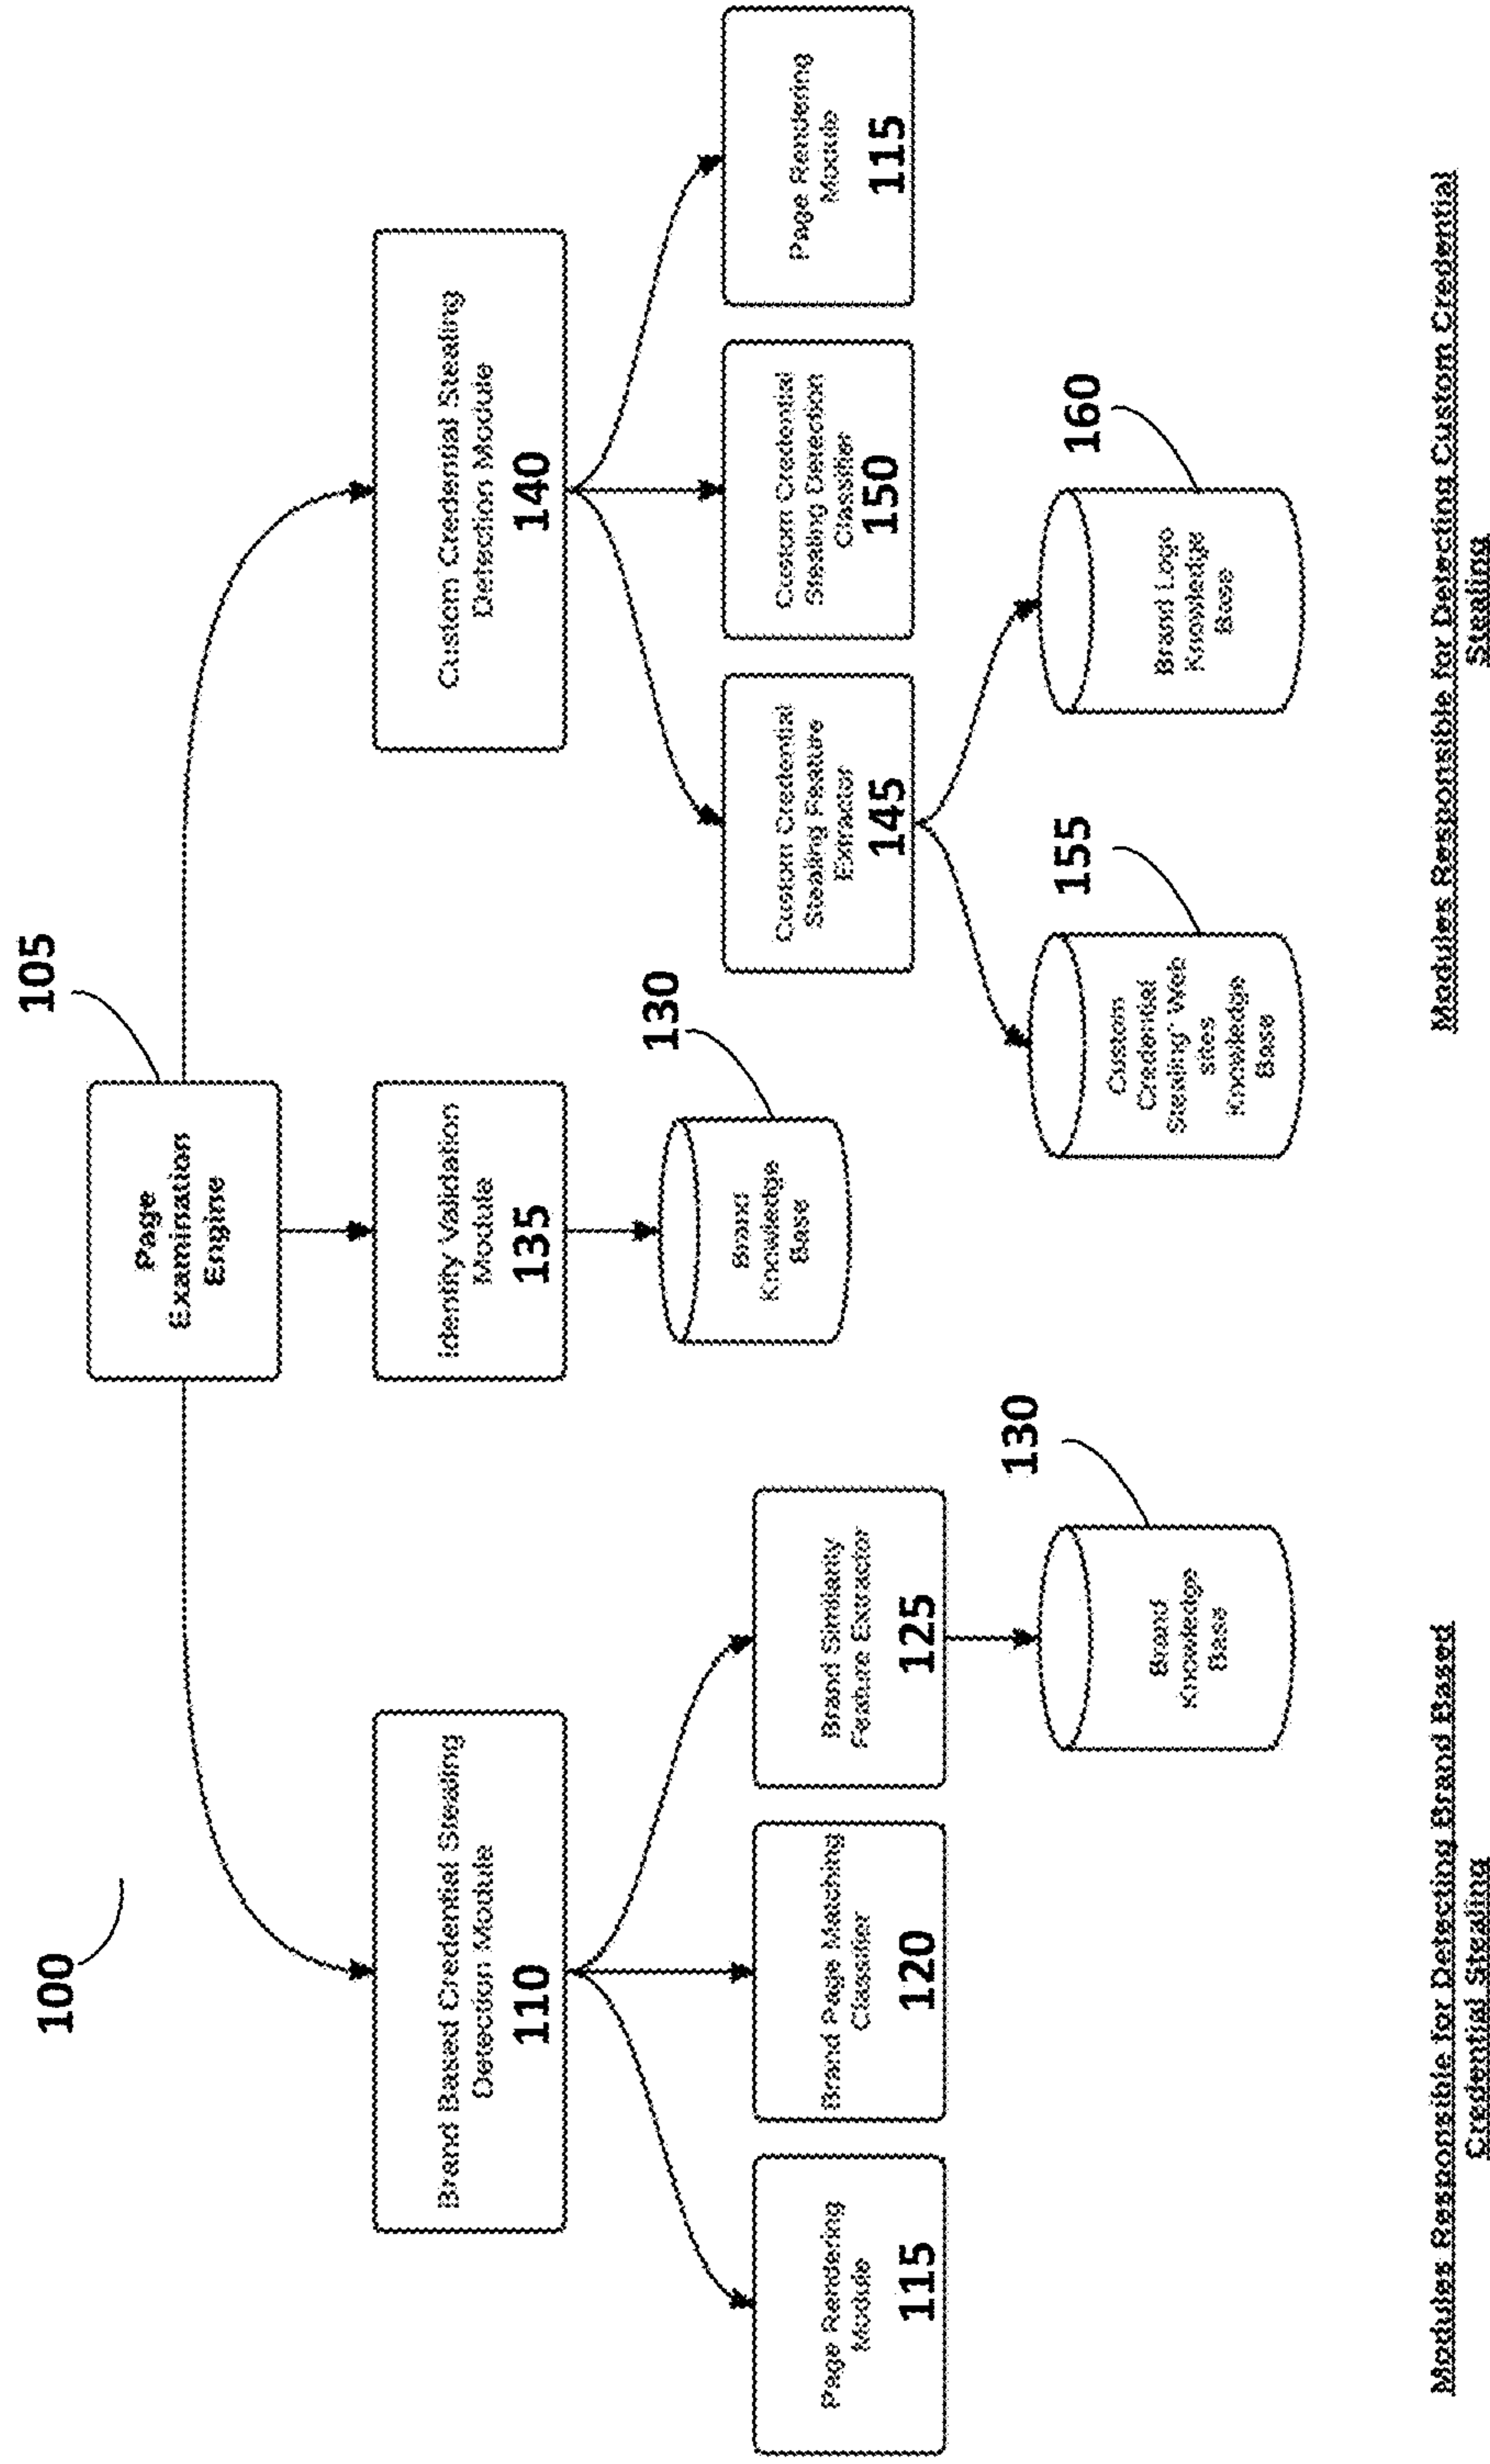 100
105
Page
Examination
Engine
Brand Based Credential Stealing
Detection Module
110
Identity Validation
Module
135
Custom Credential Stealing
Detection Module
140
Page Rendering
Module
115
Brand Page Matching
Classifier
120
Brand Similarity
Feature Extractor
125
130
Brand
Knowledge
Base
Custom Credential
Stealing Feature
Extractor
145
Custom Credential
Stealing Detection
Classifier
150
Page Rendering
Module
115
130
Brand
Knowledge
Base
155
Custom
Credential
Stealing' Web
sites
Knowledge
Base
160
Brand Logo
Knowledge
Base
Modules Responsible for Detecting Brand Based
Credential Stealing
Modules Responsible for Detecting Custom Credential
Stealing